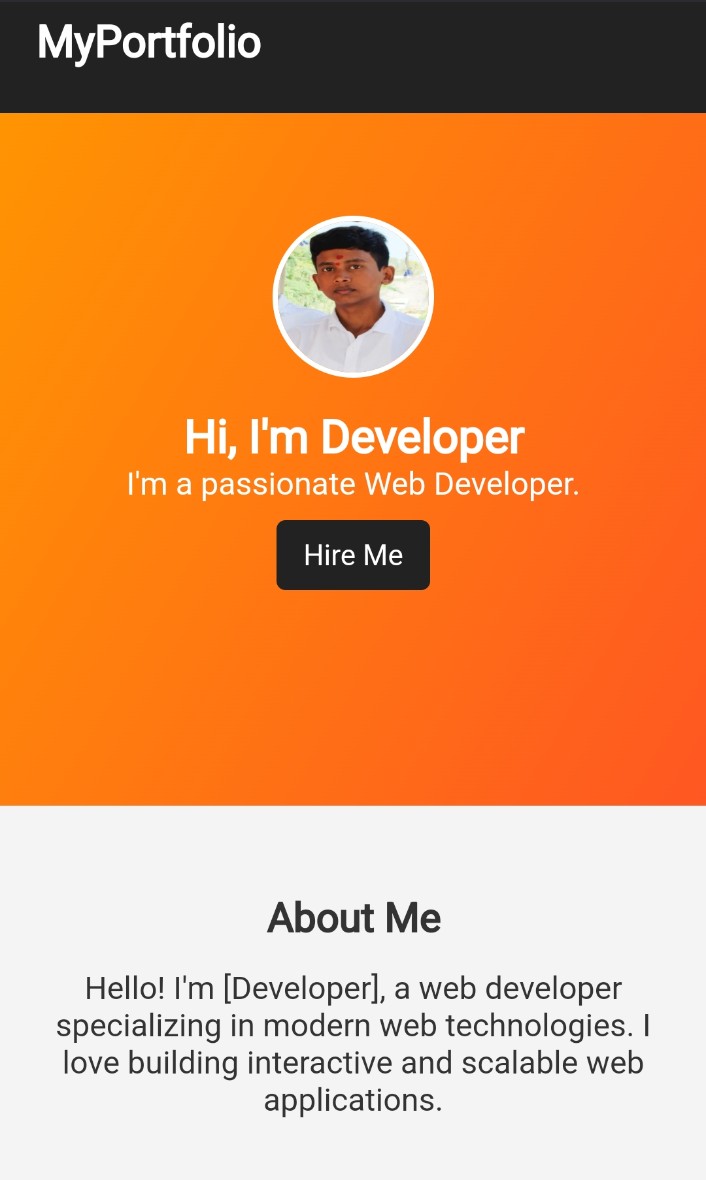 MyPortfolio
Hi, I'm Developer
I'm a passionate Web Developer.
Hire Me
About Me
Hello! I'm [Developer], a web developer
specializing in modern web technologies. I
love building interactive and scalable web
applications.